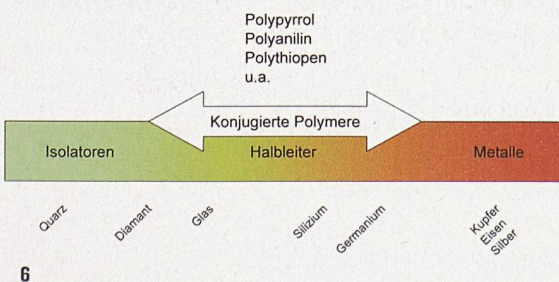 Polypyrrol
Polyanilin
Polythiopen
u.a.
Konjugierte Polymere
Isolatoren
Halbleiter
Metalle
Quarz
Diamant
Glas
Silizium
Germanium
Kupfer
Eisen
Silber
6